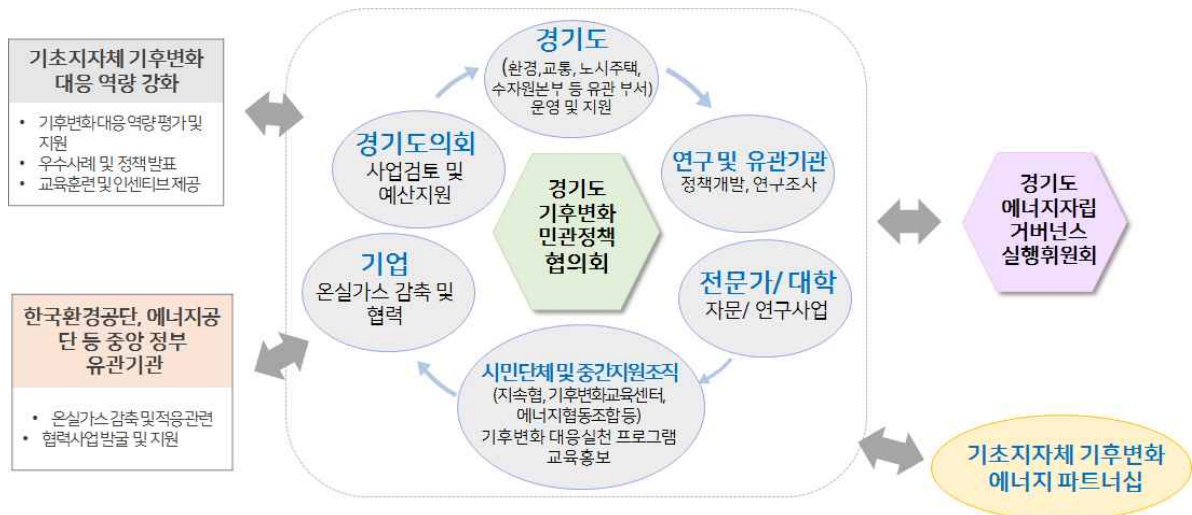 기초지자체 기후변화
대응 역량 강화
• 기후변화 대응 역량 평가 및
지원
• 우수사례 및 정책 발표
• 교육훈련 및 인센티브 제공
한국환경공단, 에너지공
단 등 중앙 정부
유관기관
• 온실가스 감축 및 적응관련
• 협력사업 발굴 및 지원
경기도
(환경,교통, 노시주택,
수자원본부 등 유관 부서)
운영 및 지원
경기도의회
사업검토 및
예산지원
연구 및 유관기관
정책개발, 연구조사
경기도
기후변화
민관정책
협의회
기업
온실가스 감축 및
협력
전문가/ 대학
자문/ 연구사업
시민단체 및 중간지원조직
(지속협, 기후변화교육센터,
에너지협동조합 등)
기후변화 대응실천 프로그램
교육홍보
경기도
에너지자립
거버넌스
실행위원회
기초지자체 기후변화
에너지 파트너십